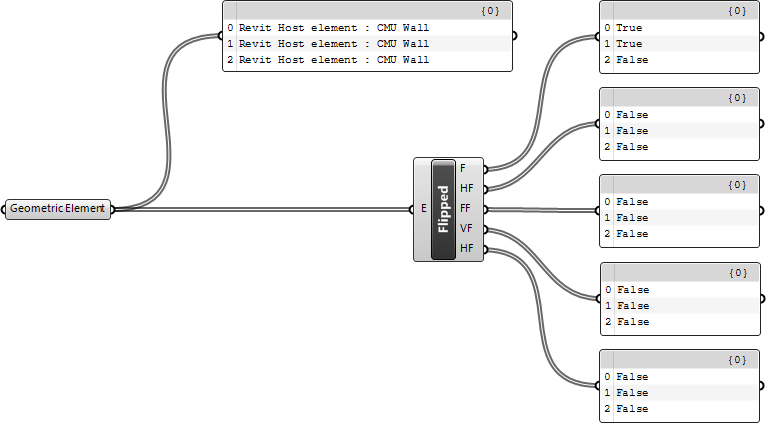 {0}
0 Revit Host element : CMU Wall
1 Revit Host element : CMU Wall
2 Revit Host element : CMU Wall
{0}
0 True
1 True
2 False
{0}
0 False
1 False
2 False
Geometric Element
E
Flipped
F
HF
FF
VF
HF
{0}
0 False
1 False
2 False
{0}
0 False
1 False
2 False
{0}
0 False
1 False
2 False